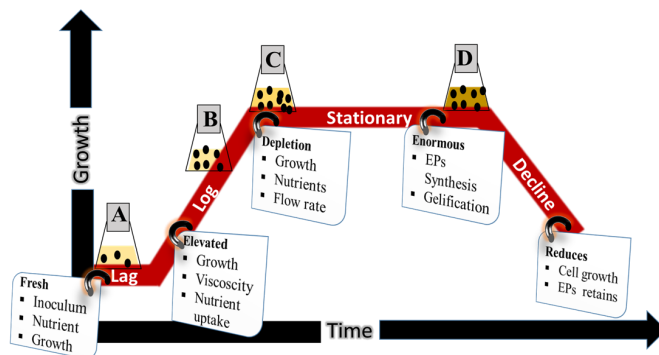 Growth
Time
A
B
C
D
Lag
Log
Stationary
Decline
Fresh
▪ Inoculum
▪ Nutrient
▪ Growth
Elevated
▪ Growth
▪ Viscosity
▪ Nutrient
uptake
Depletion
▪ Growth
▪ Nutrients
▪ Flow rate
Enormous
▪ EPs
Synthesis
▪ Gelification
Reduces
▪ Cell growth
▪ EPs retains